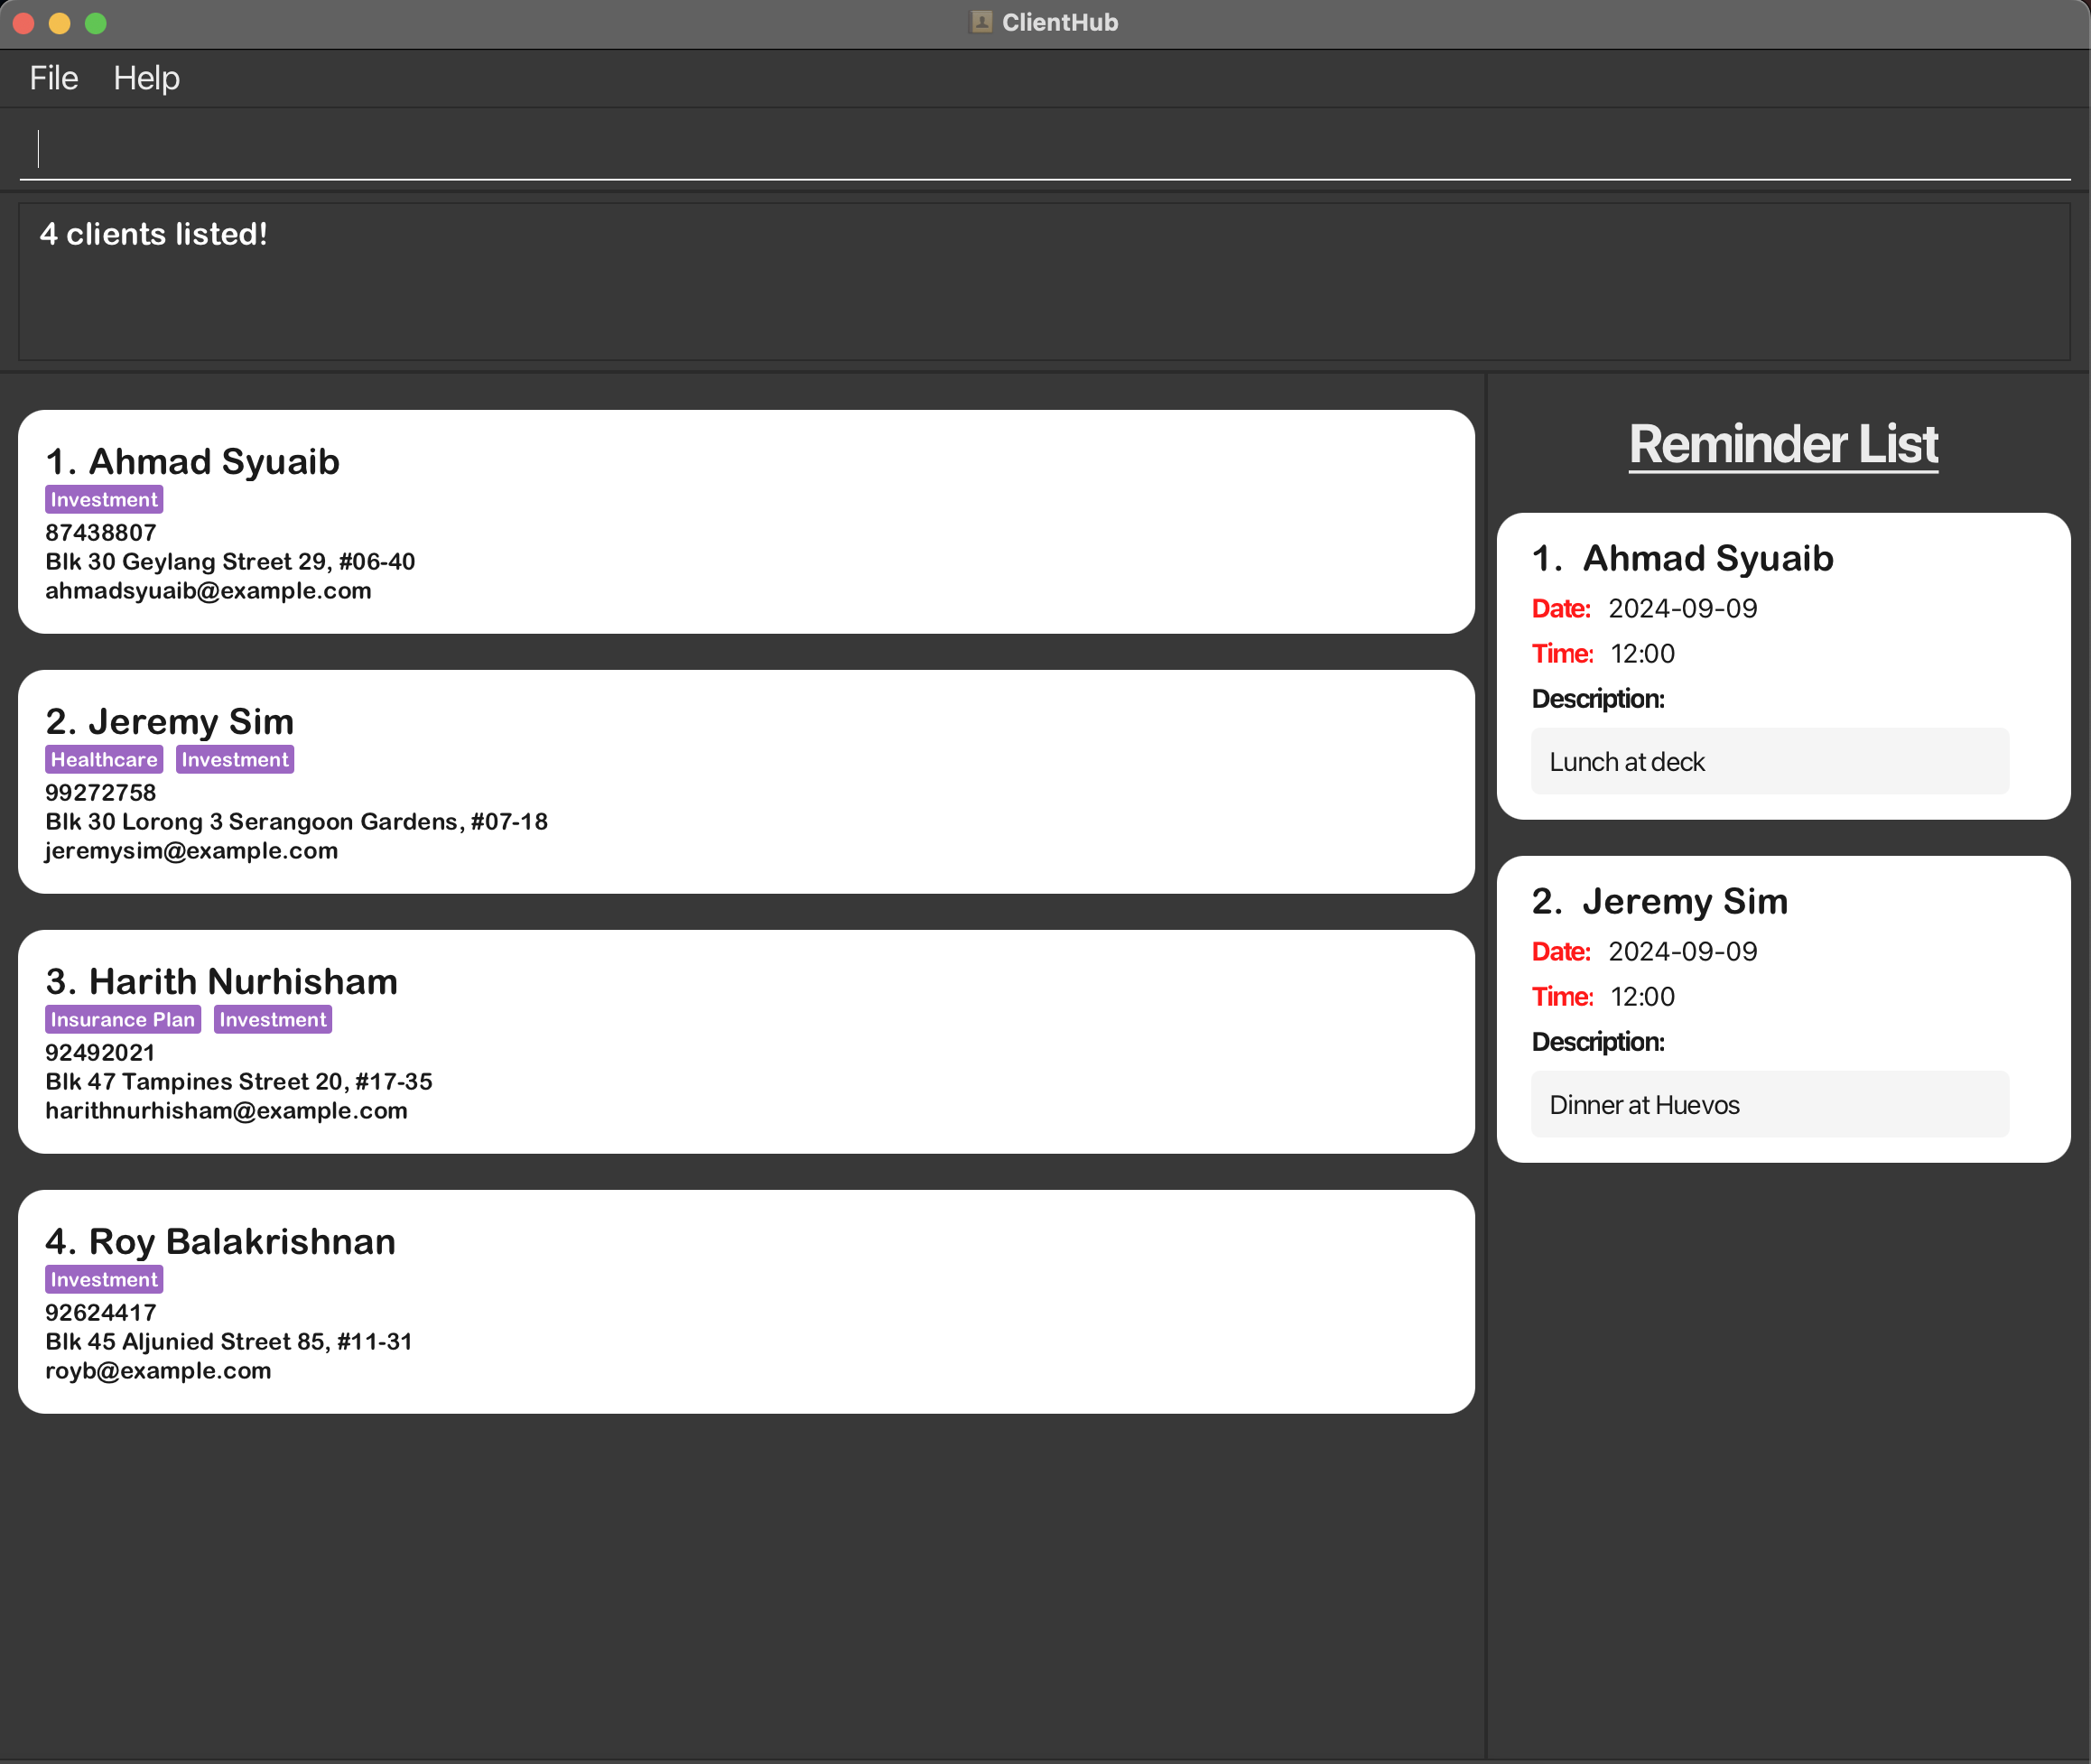 ClientHub
File Help
4 clients listed!
1. Ahmad Syuaib
Investment
87438807
Blk 30 Geylang Street 29, #06-40
ahmadsyuaib@example.com
2. Jeremy Sim
Healthcare Investment
99272758
Blk 30 Lorong 3 Serangoon Gardens, #07-18
jeremysim@example.com
3. Harith Nurhisham
Insurance Plan Investment
92492021
Blk 47 Tampines Street 20, #17-35
harithnurhisham@example.com
4. Roy Balakrishnan
Investment
92624417
Blk 45 Aljunied Street 85, #11-31
royb@example.com
Reminder List
1. Ahmad Syuaib
Date: 2024-09-09
Time: 12:00
Description:
Lunch at deck
2. Jeremy Sim
Date: 2024-09-09
Time: 12:00
Description:
Dinner at Huevos